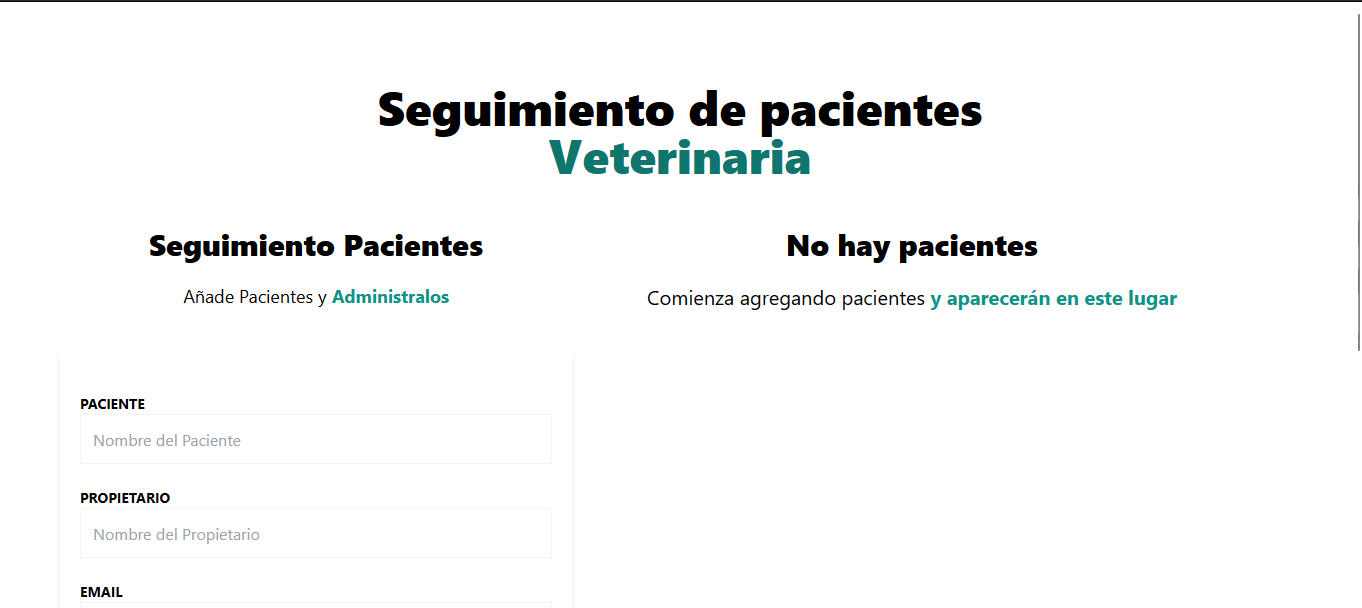 Seguimiento de pacientes
Veterinaria
Seguimiento Pacientes
Añade Pacientes y Administralos
No hay pacientes
Comienza agregando pacientes y aparecerán en este lugar
PACIENTE
Nombre del Paciente
PROPIETARIO
Nombre del Propietario
EMAIL